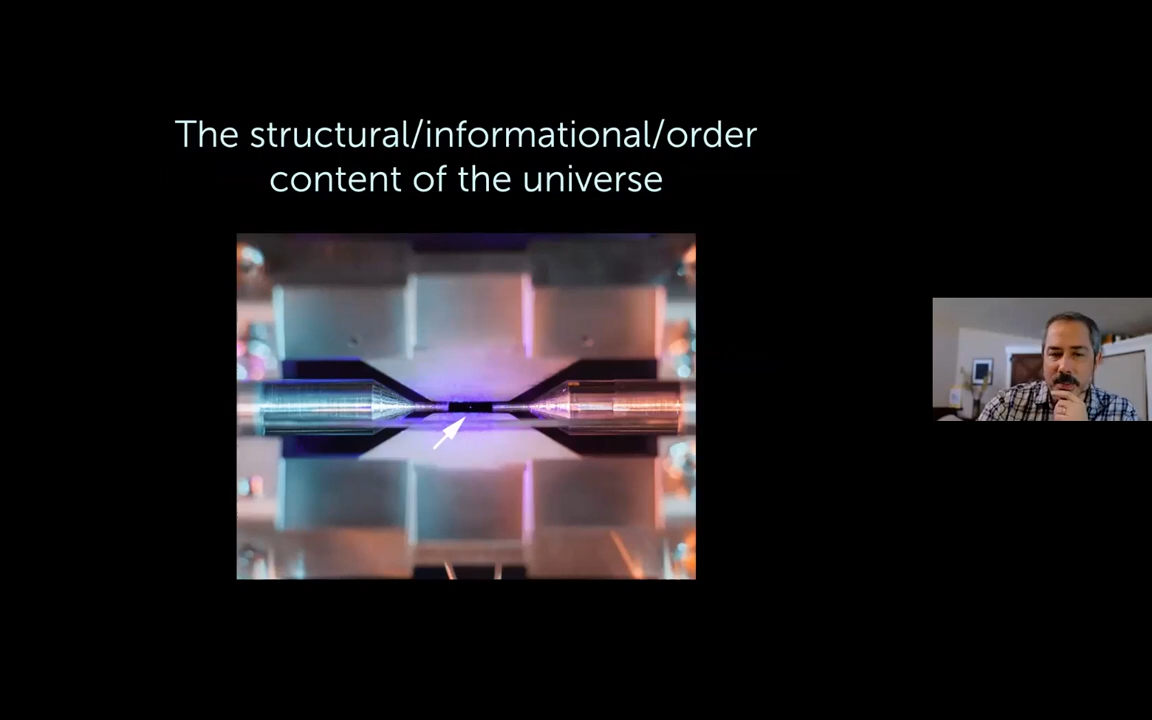 The structural/informational/order
content of the universe